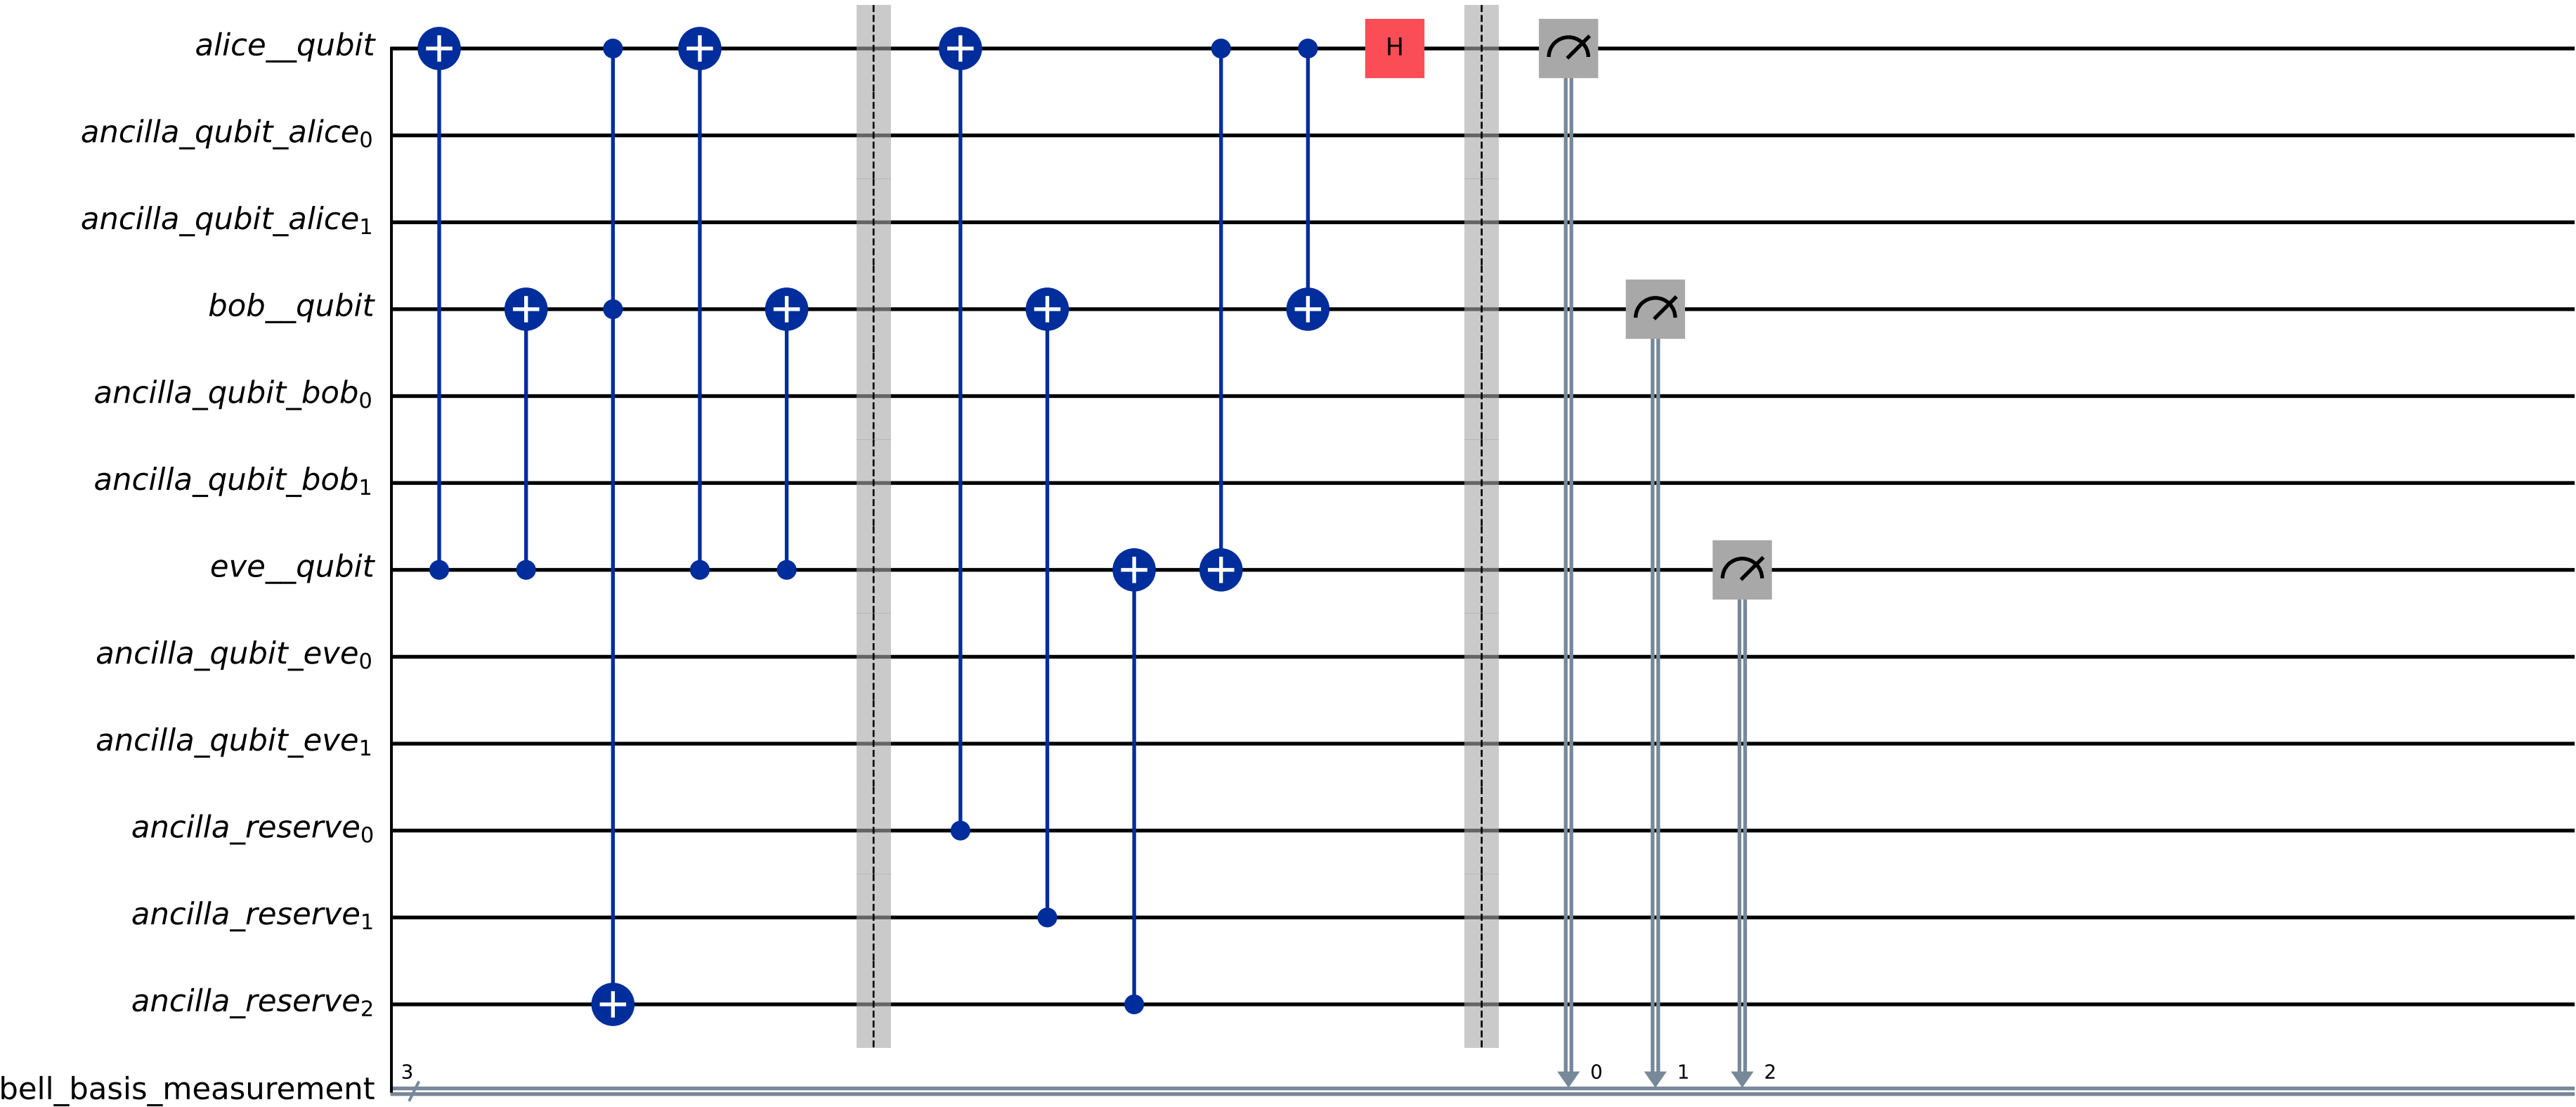 alice__qubit
H
ancilla_qubit_alice0
ancilla_qubit_alice1
bob__qubit
ancilla_qubit_bob0
ancilla_qubit_bob1
eve__qubit
ancilla_qubit_eve0
ancilla_qubit_eve1
ancilla_reserve0
ancilla_reserve1
ancilla_reserve2
bell_basis_measurement
3 0 1 2